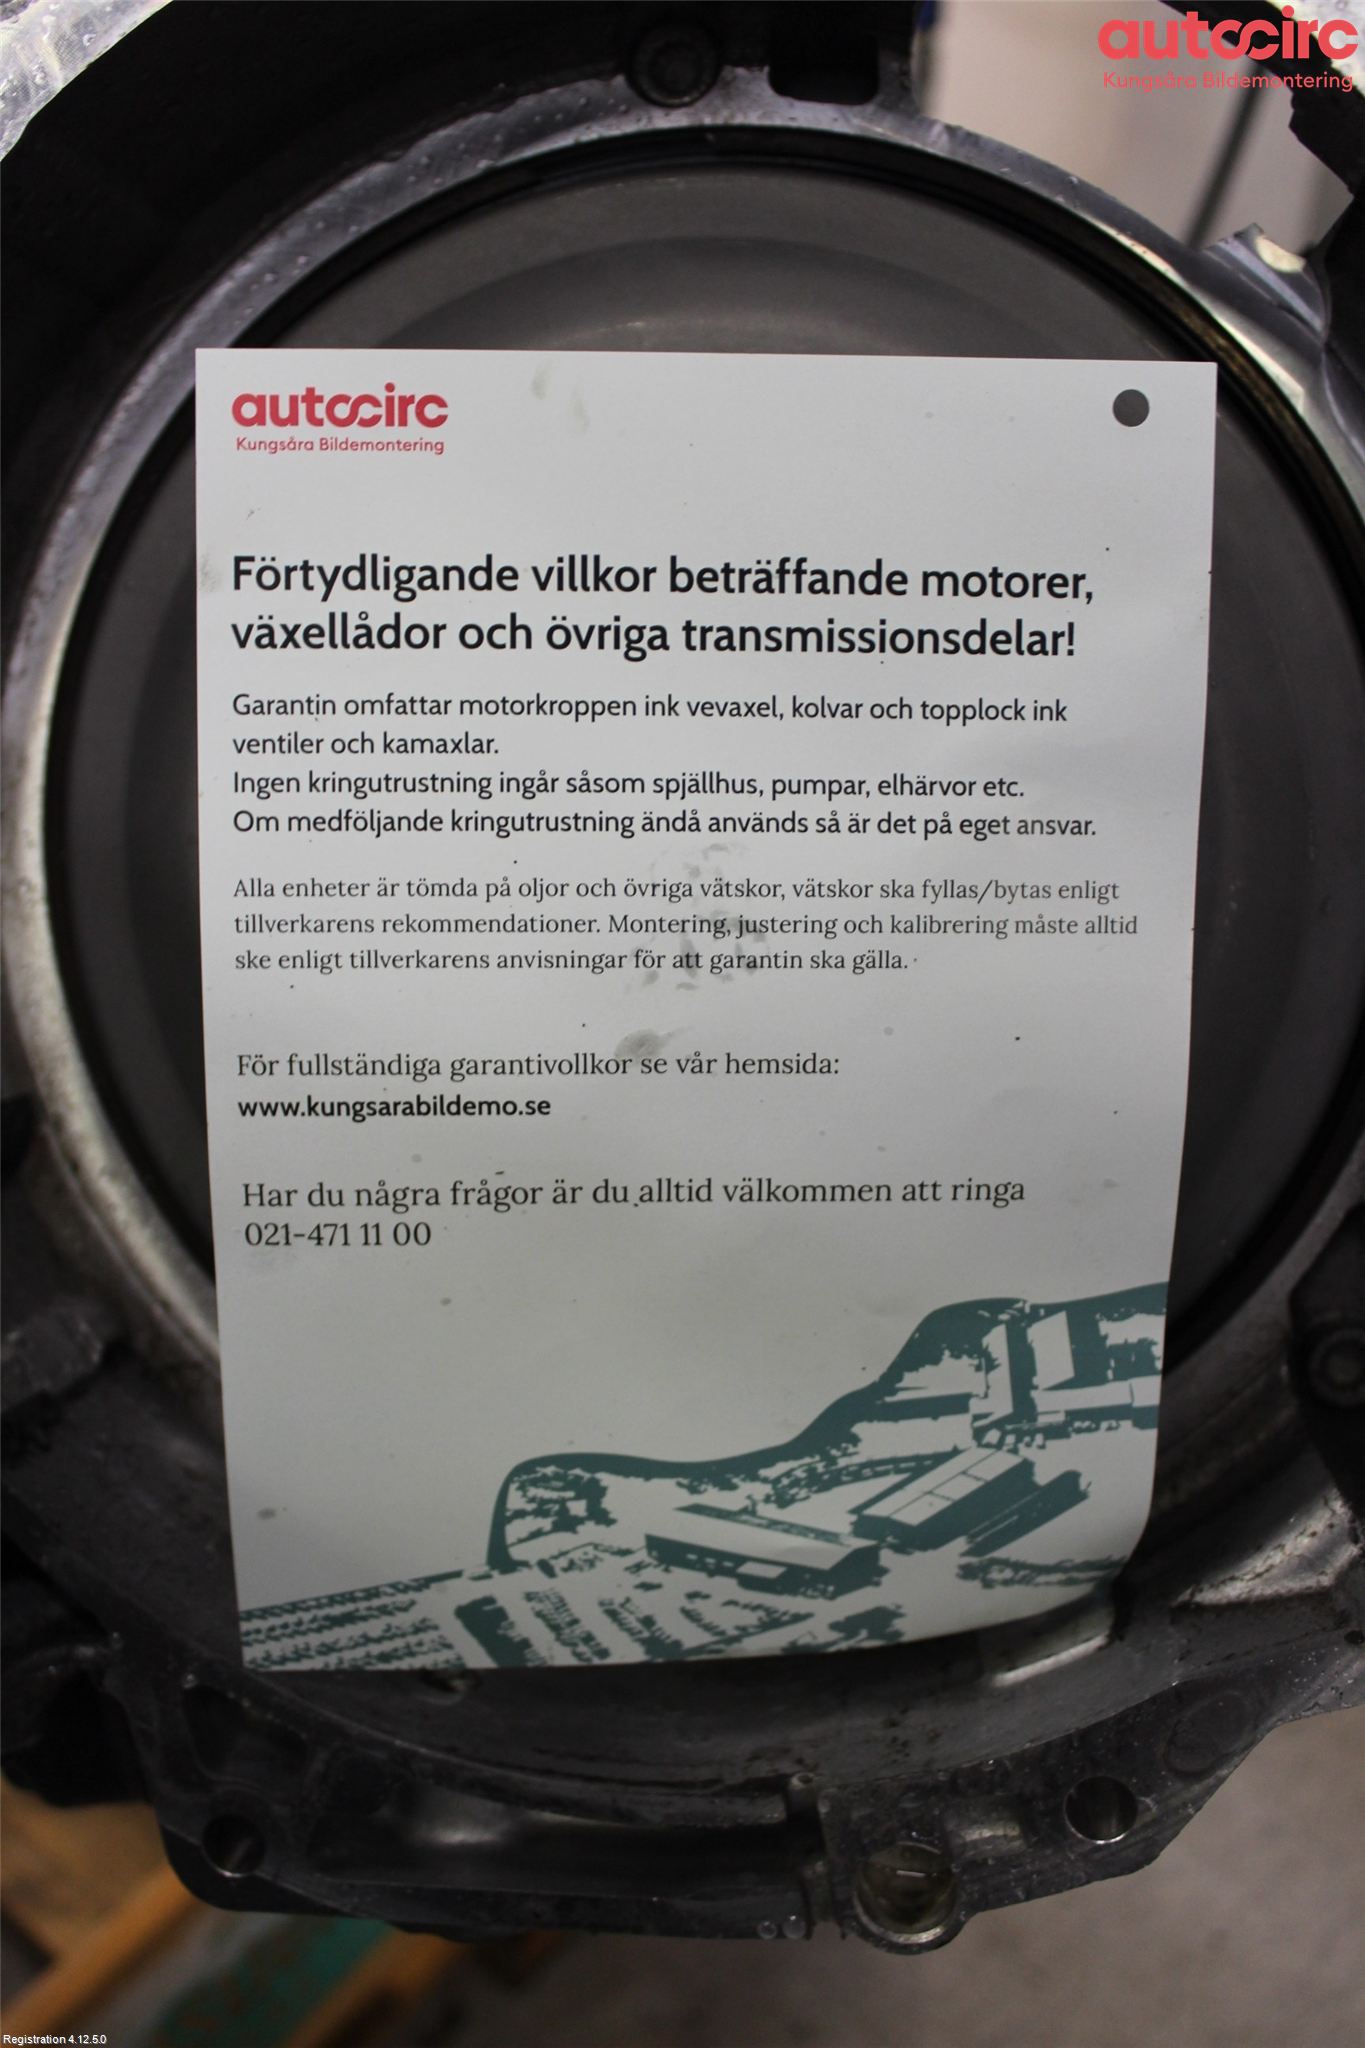 autocirc
Kungsåra Bildemontering
autocirc
Kungsåra Bildemontering
Förtydligande villkor beträffande motorer,
växellådor och övriga transmissionsdelar!
Garantin omfattar motorkroppen ink vevaxel, kolvar och topplock ink
ventiler och kamaxlar.
Ingen kringutrustning ingår såsom spjällhus, pumpar, elhärvor etc.
Om medföljande kringutrustning ändå används så är det på eget ansvar.
Alla enheter är tömda på oljor och övriga vätskor, vätskor ska fyllas/bytas enligt
tillverkarens rekommendationer. Montering, justering och kalibrering måste alltid
ske enligt tillverkarens anvisningar för att garantin ska gälla.
För fullständiga garantivollkor se vår hemsida:
www.kungsarabildemo.se
Har du några frågor är du alltid välkommen att ringa
021-471 11 00
Registration 4.12.5.0